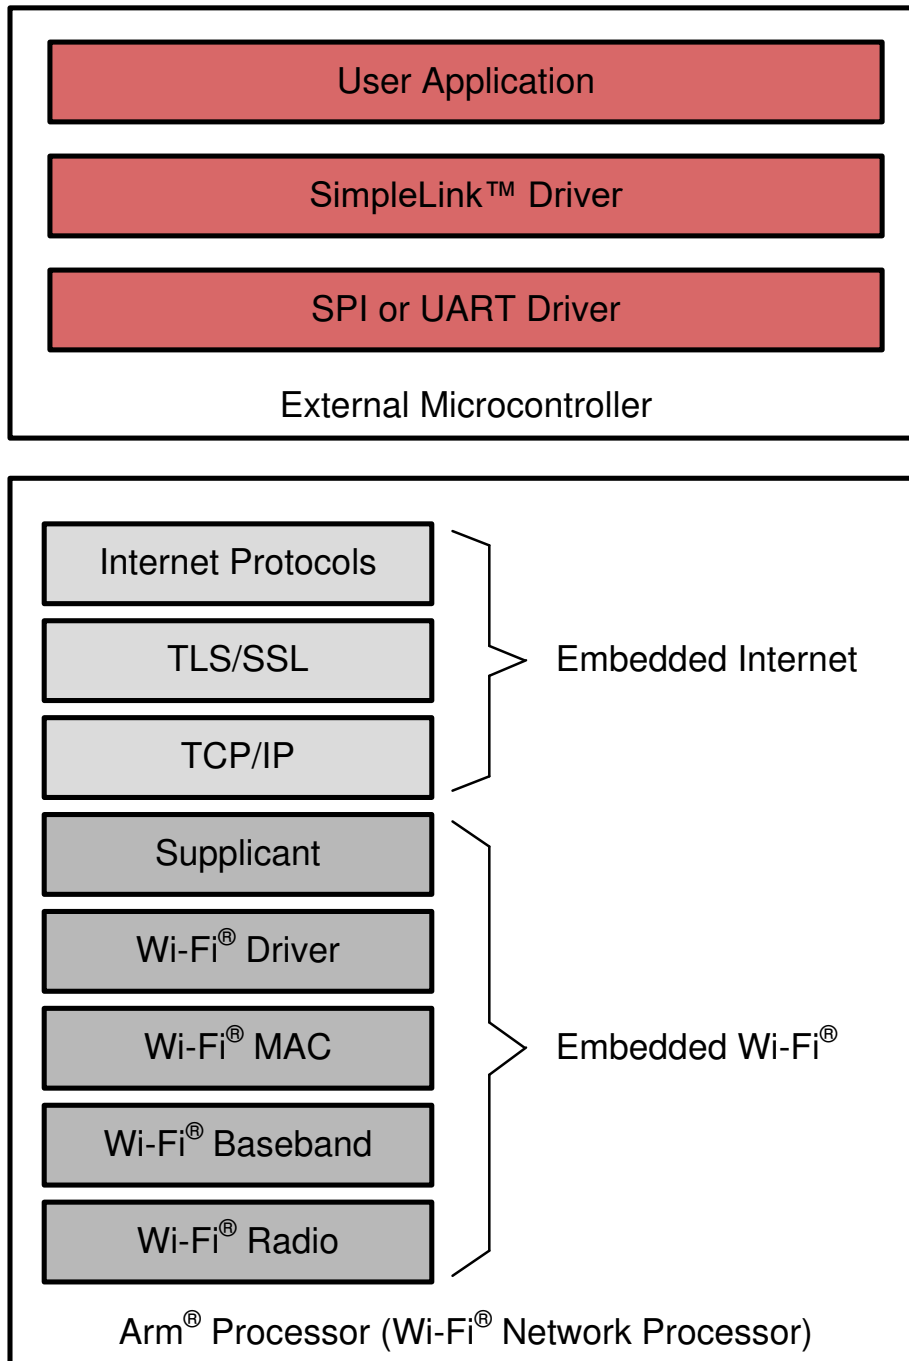 User Application
SimpleLink™ Driver
SPI or UART Driver
External Microcontroller
Internet Protocols
TLS/SSL
TCP/IP
Embedded Internet
Supplicant
Wi-Fi® Driver
Wi-Fi® MAC
Wi-Fi® Baseband
Wi-Fi® Radio
Embedded Wi-Fi®
Arm® Processor (Wi-Fi® Network Processor)